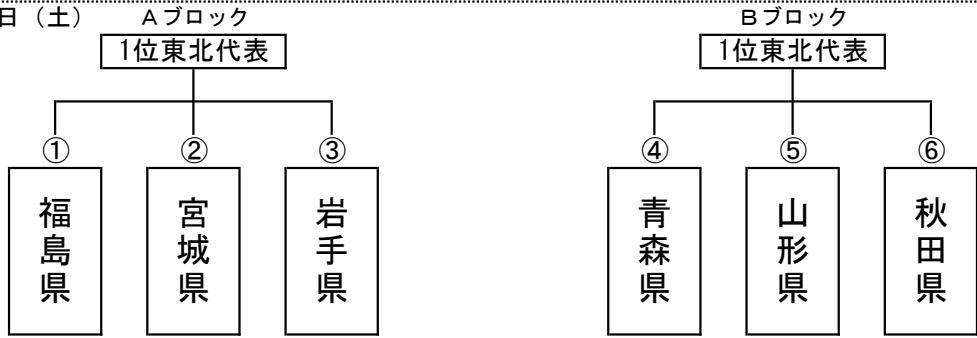 日（土）
Aブロック
1位東北代表
①
②
③
福島県
宮城県
岩手県
Bブロック
1位東北代表
④
⑤
⑥
青森県
山形県
秋田県